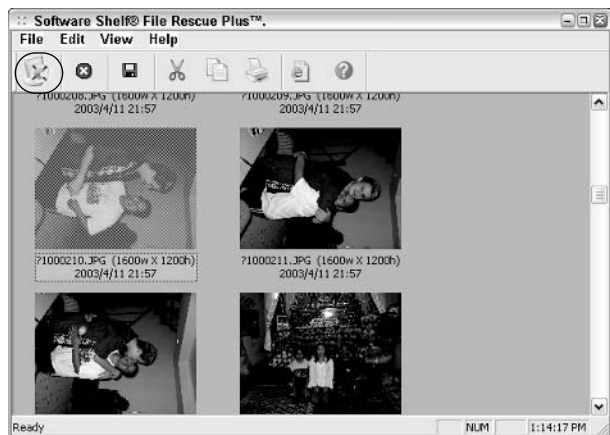 Software Shelf® File Rescue Plus™.
File Edit View Help
?1000208.JPG (1600w X 1200h) ?1000209.JPG (1600w X 1200h)
2003/4/11 21:57 2003/4/11 21:57
?1000210.JPG (1600w X 1200h) ?1000211.JPG (1600w X 1200h)
2003/4/11 21:57 2003/4/11 21:57
Ready NUM 1:14:17 PM